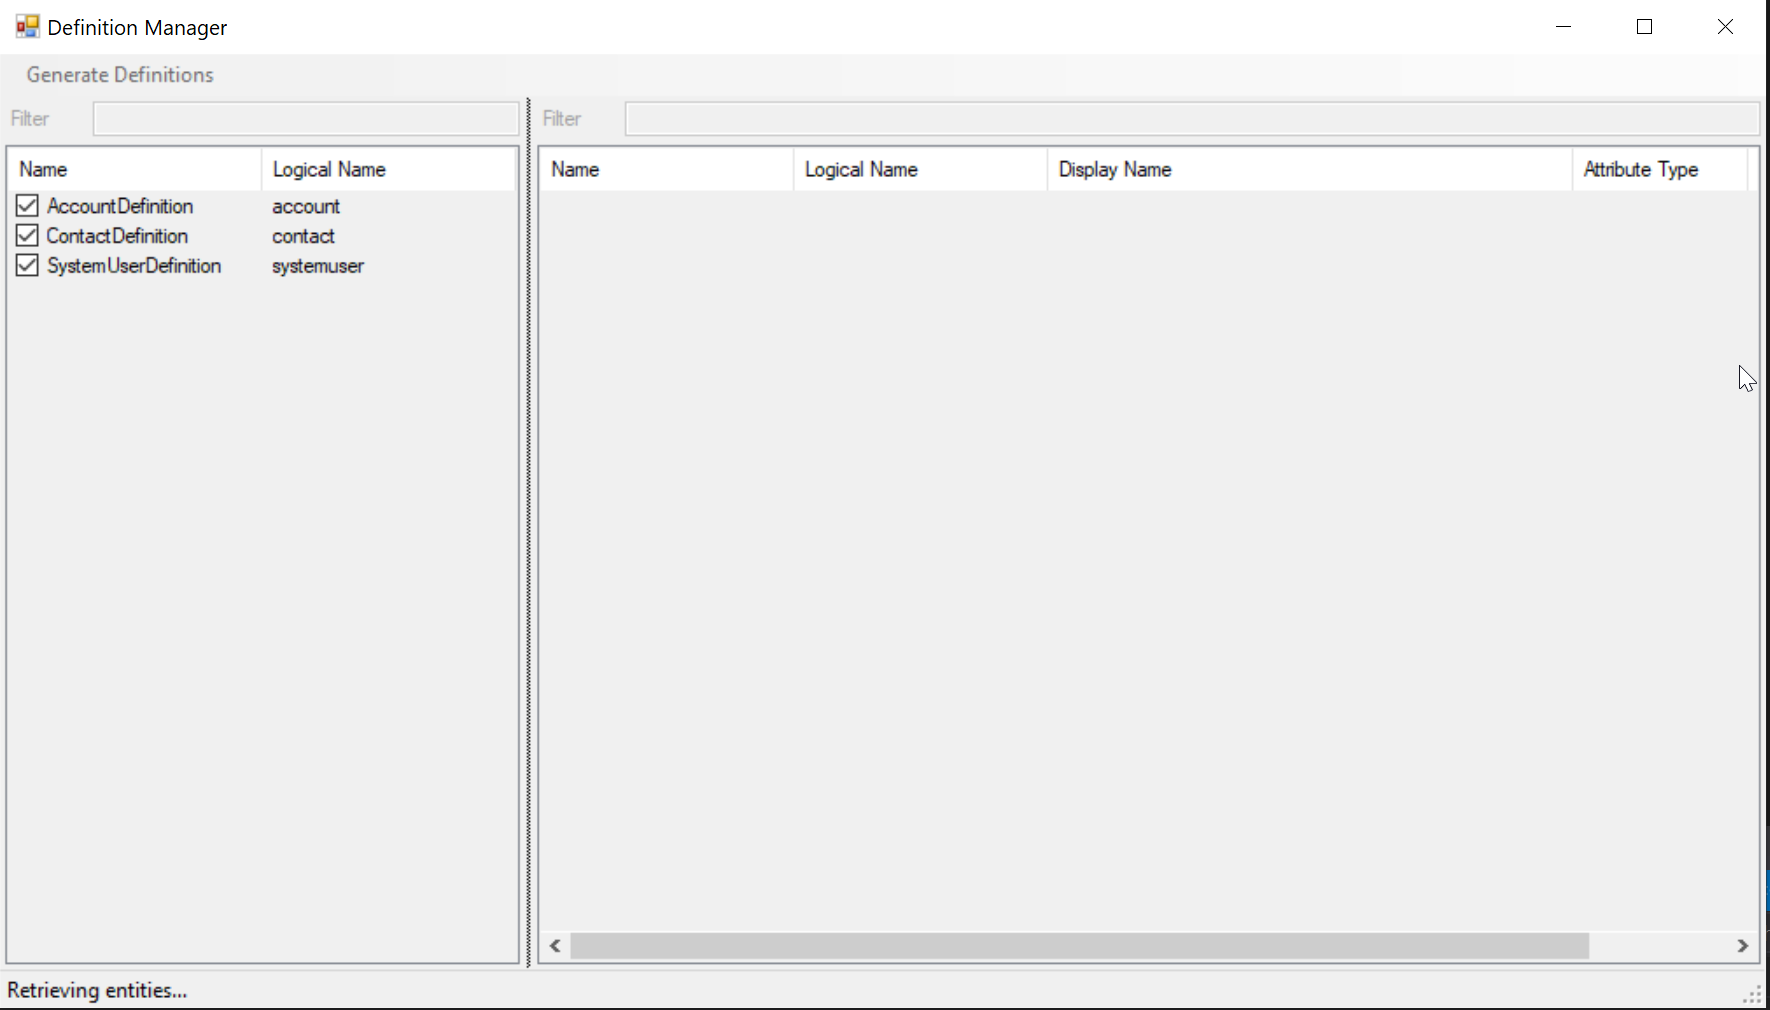 Definition Manager
Generate Definitions
Filter
Filter
Name Logical Name
AccountDefinition account
ContactDefinition contact
SystemUserDefinition systemuser
Name Logical Name Display Name Attribute Type
Retrieving entities...